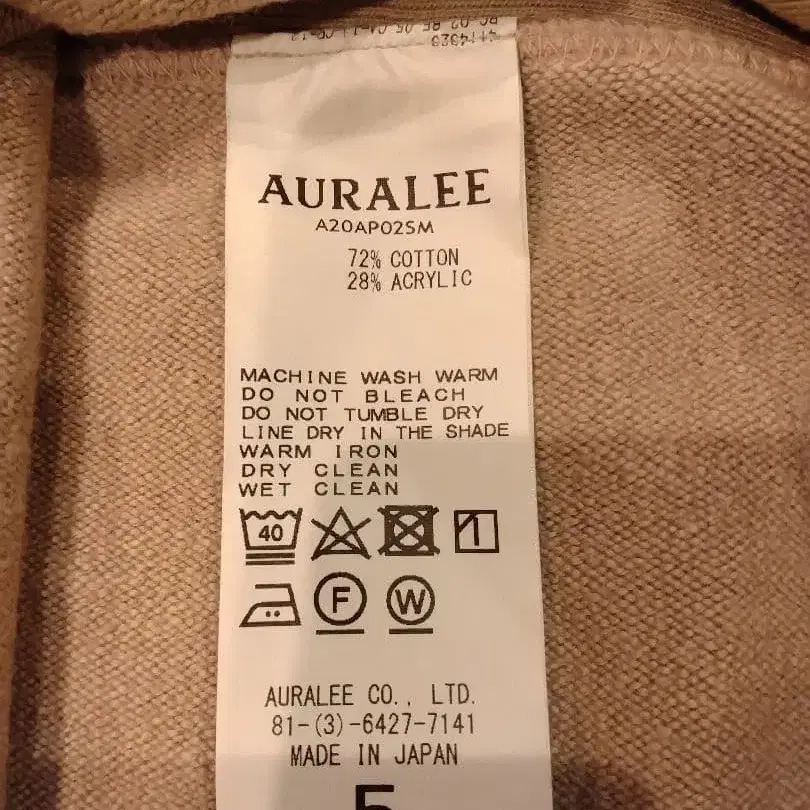 AURALEE
A20AP02SM
72% COTTON
28% ACRYLIC
MACHINE WASH WARM
DO NOT BLEACH
DO NOT TUMBLE DRY
LINE DRY IN THE SHADE
WARM IRON
DRY CLEAN
WET CLEAN
40
F W
AURALEE CO., LTD.
81-(3)-6427-7141
MADE IN JAPAN
5